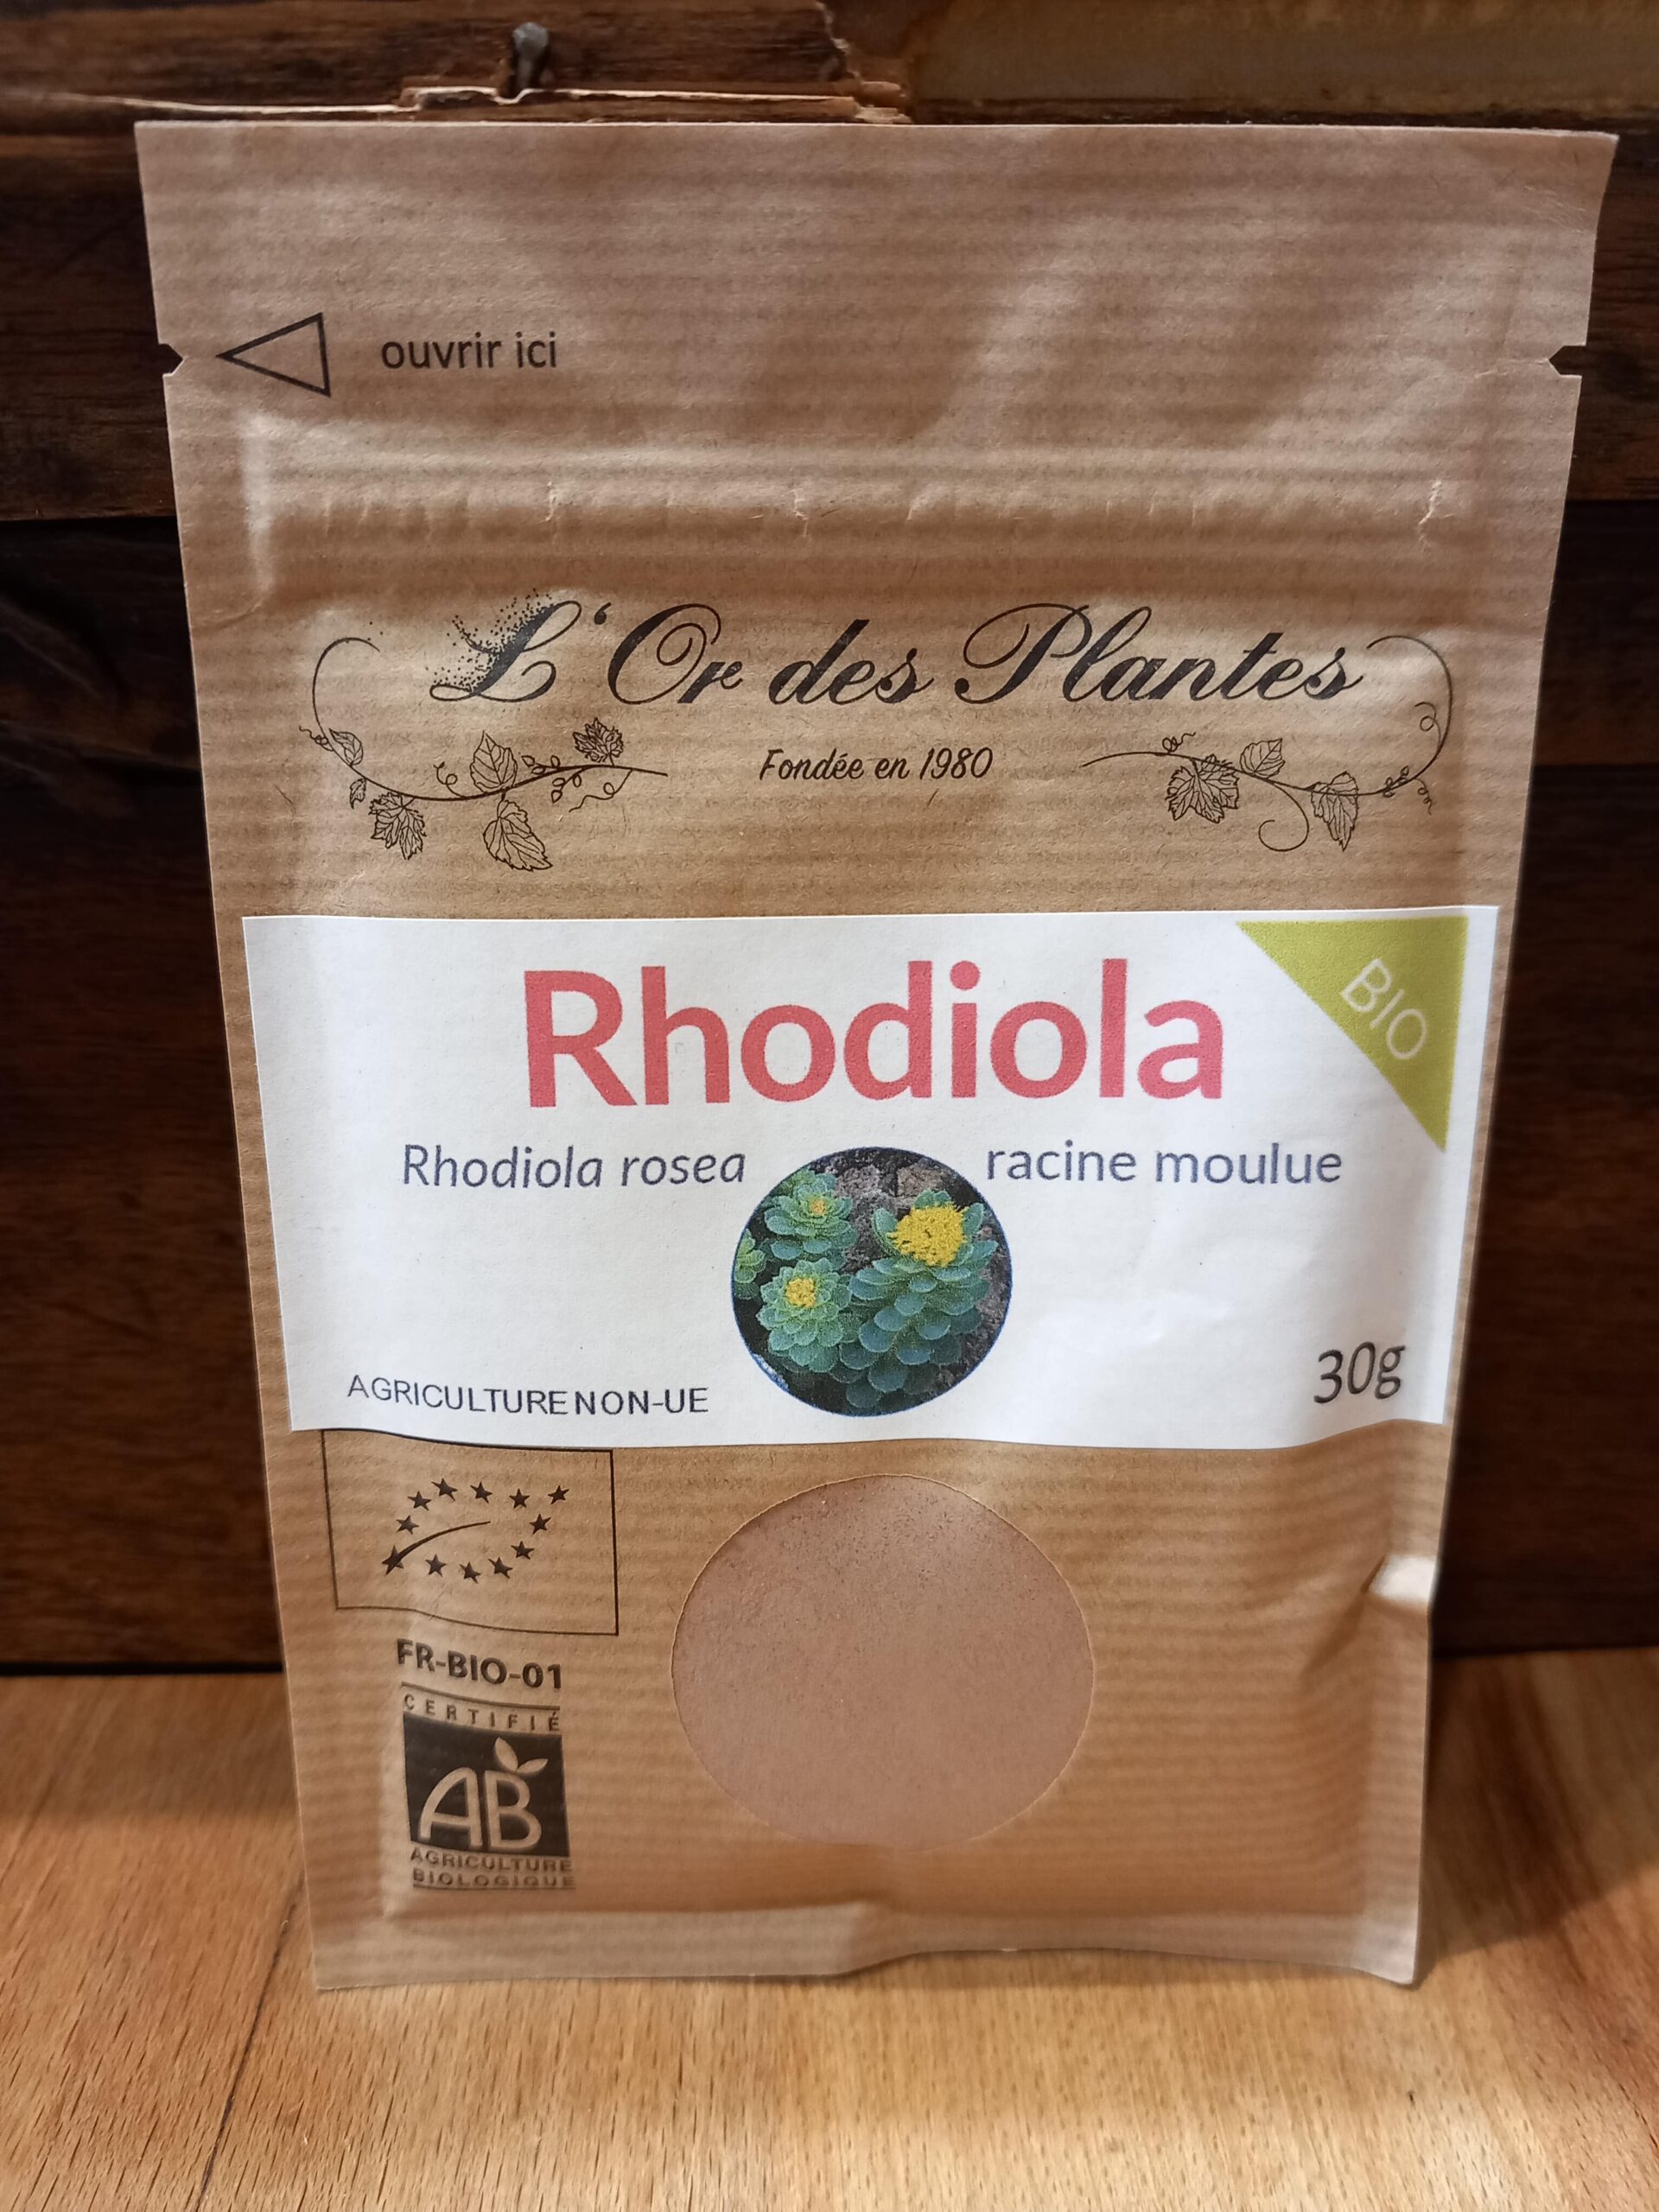 ouvrir ici
L'Or des Plantes
Fondée en 1980
Rhodiola
BIO
Rhodiola rosea
racine moulue
AGRICULTURE NON-UE
30g
FR-BIO-01
CERTIFIÉ
AB
AGRICULTURE
BIOLOGIQUE